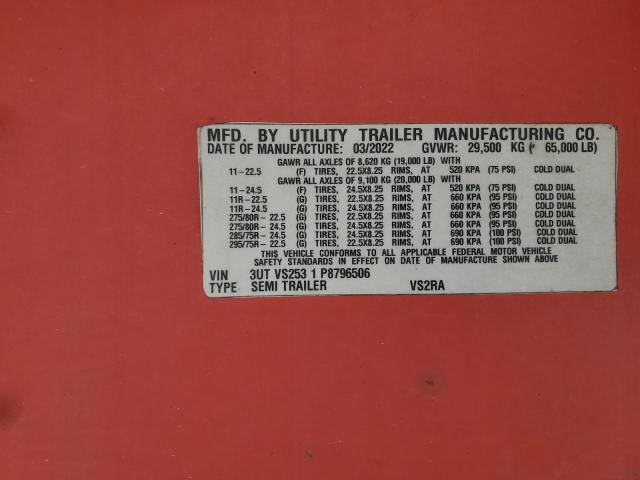 MFD. BY UTILITY TRAILER MANUFACTURING CO.
DATE OF MANUFACTURE: 03/2022 GVWR: 29,500 KG ( 65,000 LB)
GAWR ALL AXLES OF 8,620 KG (19,000 LB) WITH
11-22.5 (F) TIRES, 22.5X8.25 RIMS, AT 520 KPA (75 PSI) COLD DUAL
GAWR ALL AXLES OF 9,100 KG (20,000 LB) WITH
11-24.5 (F) TIRES, 24.5X8.25 RIMS, AT 520 KPA (75 PSI) COLD DUAL
11R-22.5 (G) TIRES, 22.5X8.25 RIMS, AT 660 KPA (95 PSI) COLD DUAL
11R-24.5 (G) TIRES, 24.5X8.25 RIMS, AT 660 KPA (95 PSI) COLD DUAL
275/80R-22.5 (G) TIRES, 22.5X8.25 RIMS, AT 660 KPA (95 PSI) COLD DUAL
275/80R-24.5 (G) TIRES, 24.5X8.25 RIMS, AT 660 KPA (95 PSI) COLD DUAL
285/75R-24.5 (G) TIRES, 24.5X8.25 RIMS, AT 690 KPA (100 PSI) COLD DUAL
295/75R-22.5 (G) TIRES, 22.5X8.25 RIMS, AT 690 KPA (100 PSI) COLD DUAL
THIS VEHICLE CONFORMS TO ALL APPLICABLE FEDERAL MOTOR VEHICLE
SAFETY STANDARDS IN EFFECT ON DATE OF MANUFACTURE SHOWN ABOVE
VIN 3UT VS253 1 P8796506
TYPE SEMI TRAILER VS2RA